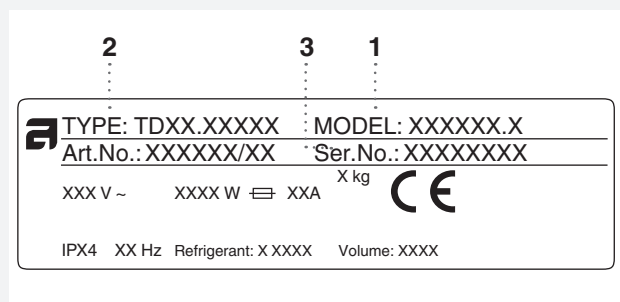 2 3 1
TYPE: TDXX.XXXXX MODEL: XXXXXX.X
Art.No.: XXXXXX/XX Ser.No.: XXXXXXXX
X kg
XXX V ~ XXXX W XXA CE
IPX4 XX Hz Refrigerant: X XXXX Volume: XXXX